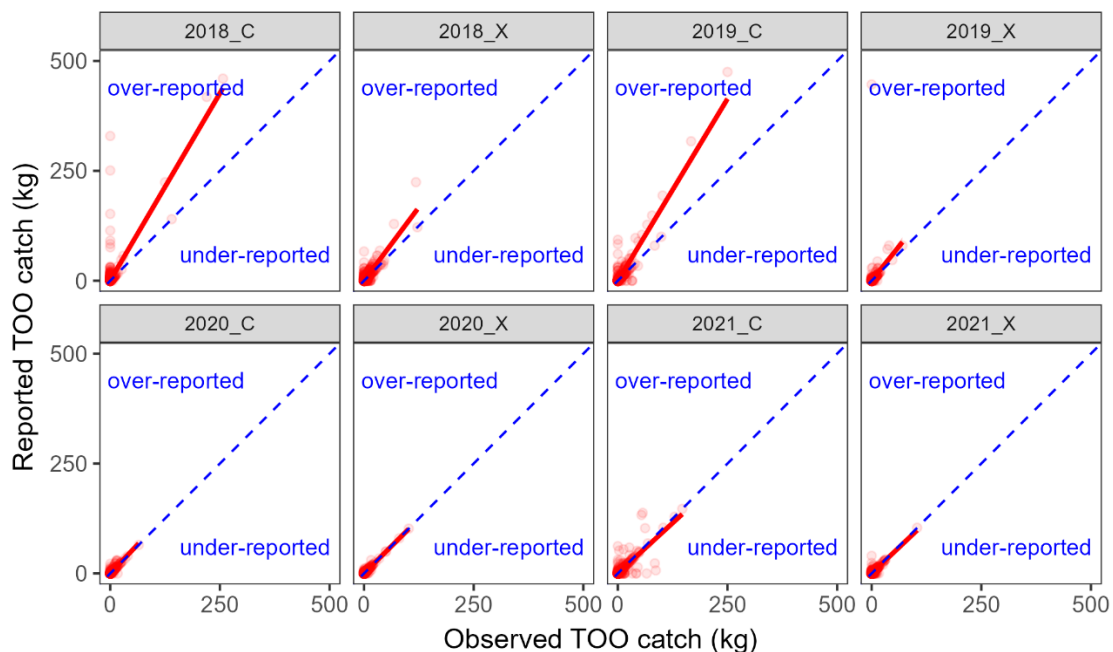 2018_C 2018_X 2019_C 2019_X
500
over-reported over-reported over-reported over-reported
250
under-reported under-reported under-reported under-reported
0
Reported TOO catch (kg)
2020_C 2020_X 2021_C 2021_X
500
over-reported over-reported over-reported over-reported
250
under-reported under-reported under-reported under-reported
0
0 250 500 0 250 500 0 250 500 0 250 500
Observed TOO catch (kg)